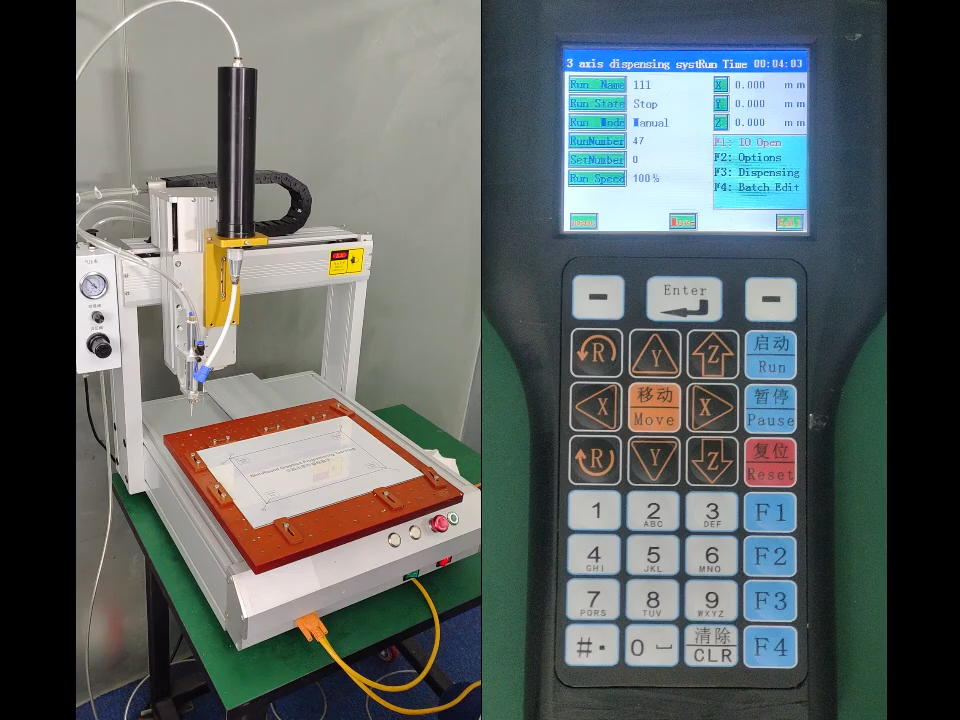 3 axis dispensing systRun Time 00:04:03
Run Name 111
X 0.000 mm
Run State Stop
Y 0.000 mm
Run Mode Manual
Z 0.000 mm
RunNumber 47
F1: IO Open
SetNumber 0
F2: Options
Run Speed 100%
F3: Dispensing
F4: Batch Edit
Enter
R
Y
Z
启动
Run
X
移动
Move
X
暂停
Pause
R
Y
Z
复位
Reset
1
2
ABC
3
DEF
F1
4
GHI
5
JKL
6
MNO
F2
7
PQRS
8
TUV
9
WXYZ
F3
#·
0
清除
CLR
F4